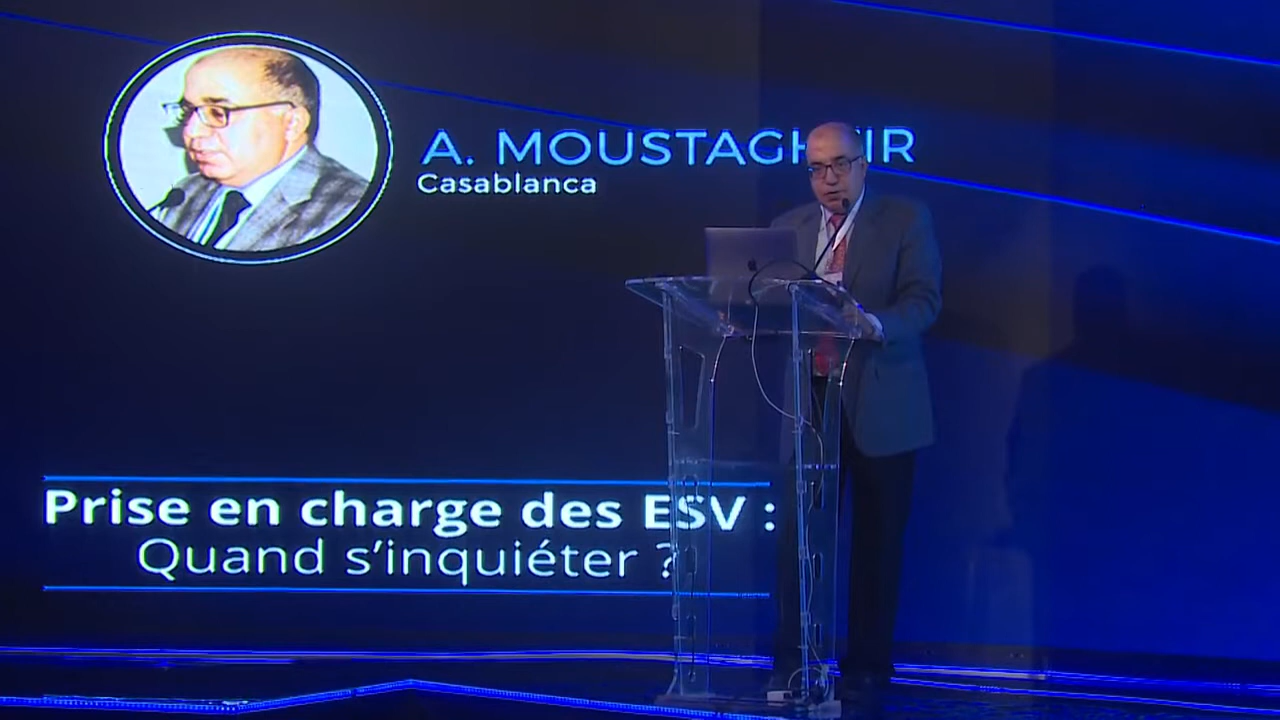 A.
Casablanca
Prise en charge des ESV :
Quand s'inquiéter ?